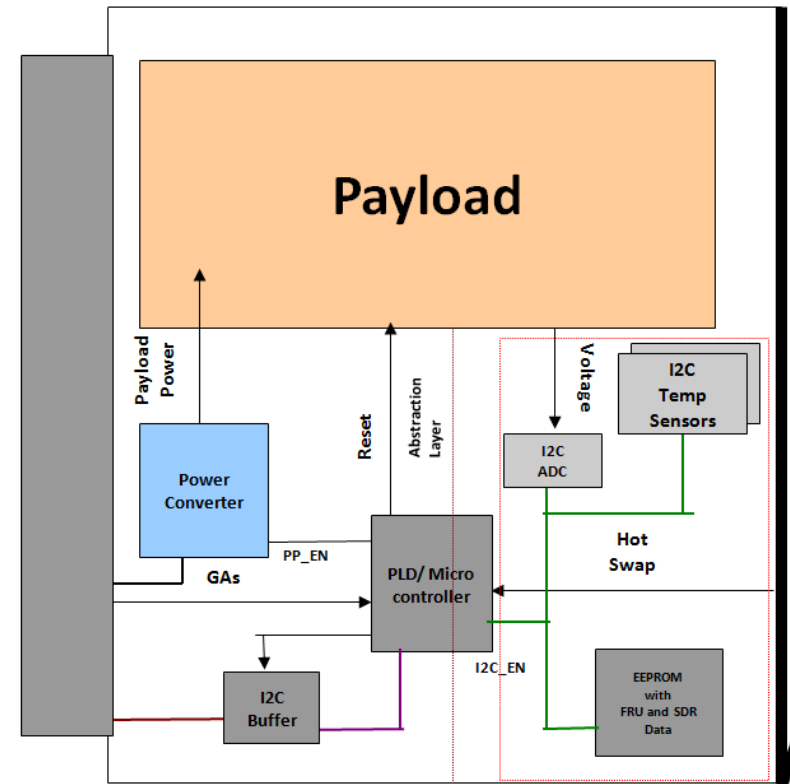 Payload
Payload
Power
Reset
Abstraction
Layer
Voltage
I2C
Temp
Sensors
I2C
ADC
Power
Converter
PP_EN
GAs
PLD/ Micro
controller
Hot
Swap
I2C_EN
I2C
Buffer
EEPROM
with
FRU and SDR
Data